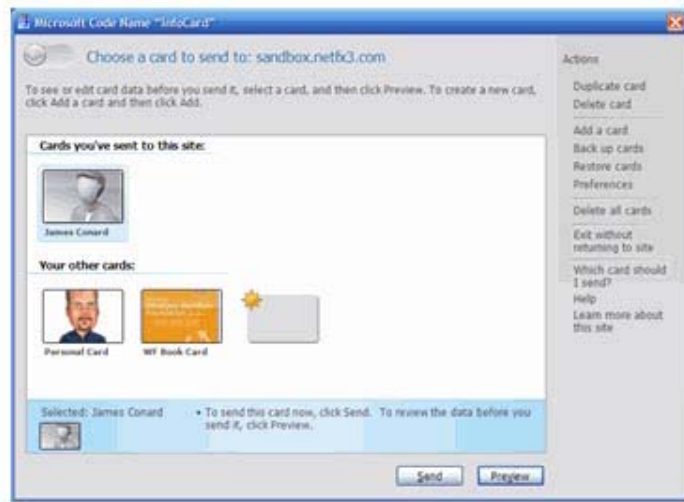 Microsoft Code Name "InfoCard"
Choose a card to send to: sandbox.netfx3.com
To see or edit card data before you send it, select a card, and then click Preview. To create a new card,
click Add a card and then click Add.
Cards you've sent to this site:
James Conard
Your other cards:
Personal Card
WF Book Card
Selected: James Conard
• To send this card now, click Send. To review the data before you
send it, click Preview.
Send
Preview
Actions
Duplicate card
Delete card
Add a card
Back up cards
Restore cards
Preferences
Delete all cards
Exit without
returning to site
Which card should
I send?
Help
Learn more about
this site